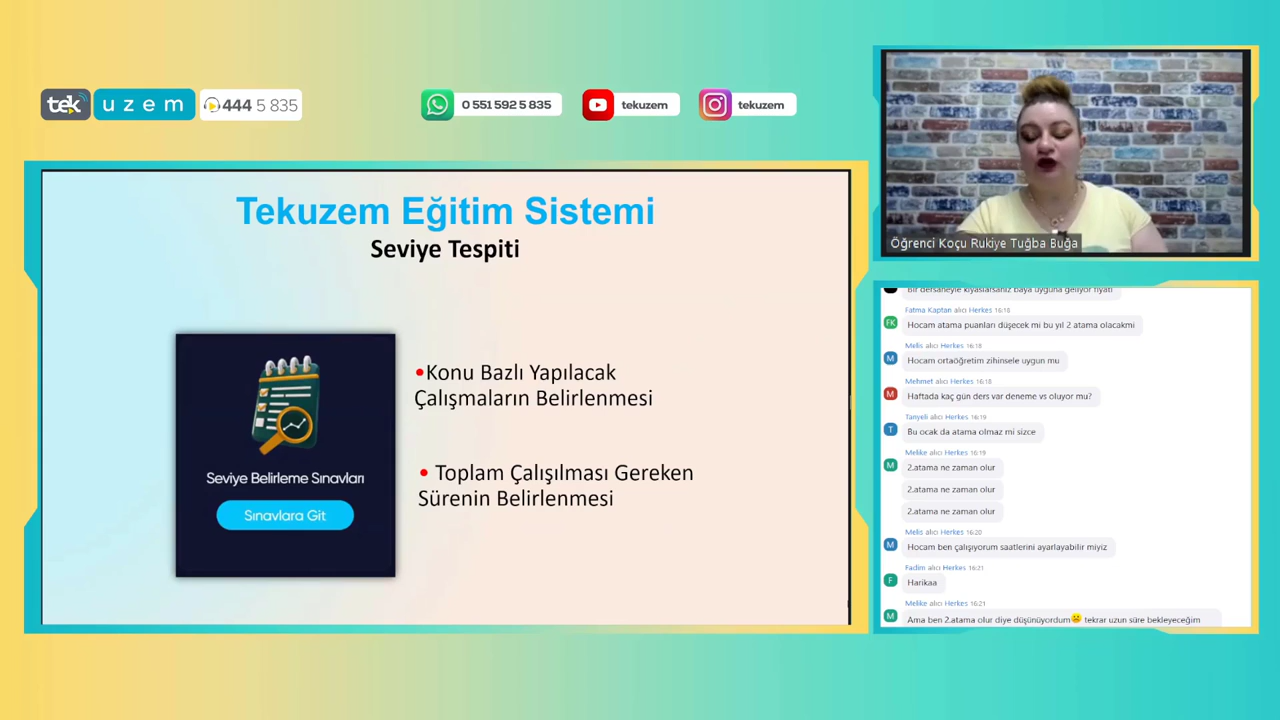 tek uzem 444 5 835
0 551 592 5 835
tekuzem
tekuzem
Tekuzem Eğitim Sistemi
Seviye Tespiti
Seviye Belirleme Sınavları
Sınavlara Git
•Konu Bazlı Yapılacak
Çalışmaların Belirlenmesi
• Toplam Çalışılması Gereken
Sürenin Belirlenmesi
Öğrenci Koçu Rukiye Tuğba Buğa
Bir dersaneyle kıyaslarsanız baya uyguna geliyor fiyatı
Fatma Kaptan alıcı Herkes 16:18
FK
Hocam atama puanları düşecek mi bu yıl 2 atama olacakmi
Melis alıcı Herkes 16:18
M
Hocam ortaöğretim zihinsele uygun mu
Mehmet alıcı Herkes 16:18
M
Haftada kaç gün ders var deneme vs oluyor mu?
Tanyeli alıcı Herkes 16:19
T
Bu ocak da atama olmaz mi sizce
Melike alıcı Herkes 16:19
M
2.atama ne zaman olur
2.atama ne zaman olur
2.atama ne zaman olur
Melis alıcı Herkes 16:20
M
Hocam ben çalışıyorum saatlerini ayarlayabilir miyiz
Fadim alıcı Herkes 16:21
F
Harikaa
Melike alıcı Herkes 16:21
M
Ama ben 2.atama olur diye düşünüyordum🙁 tekrar uzun süre bekleyeceğim